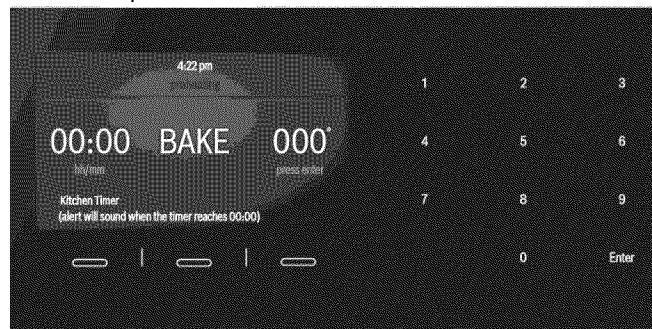 4:22 pm
preheating
00:00 BAKE 000°
hh/mm
press enter
Kitchen Timer
(alert will sound when the timer reaches 00:00)
1 2 3
4 5 6
7 8 9
0 Enter